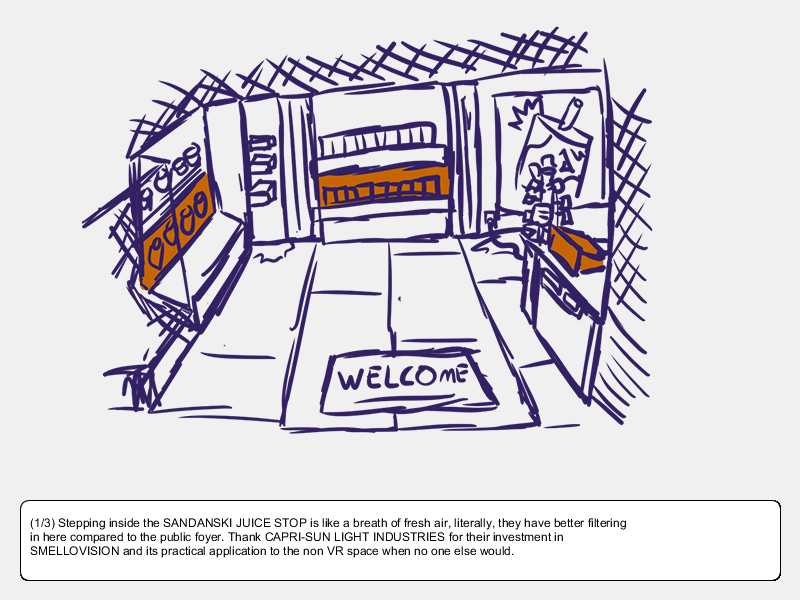 WELCOME
(1/3) Stepping inside the SANDANSKI JUICE STOP is like a breath of fresh air, literally, they have better filtering
in here compared to the public foyer. Thank CAPRI-SUN LIGHT INDUSTRIES for their investment in
SMELLOVISION and its practical application to the non VR space when no one else would.